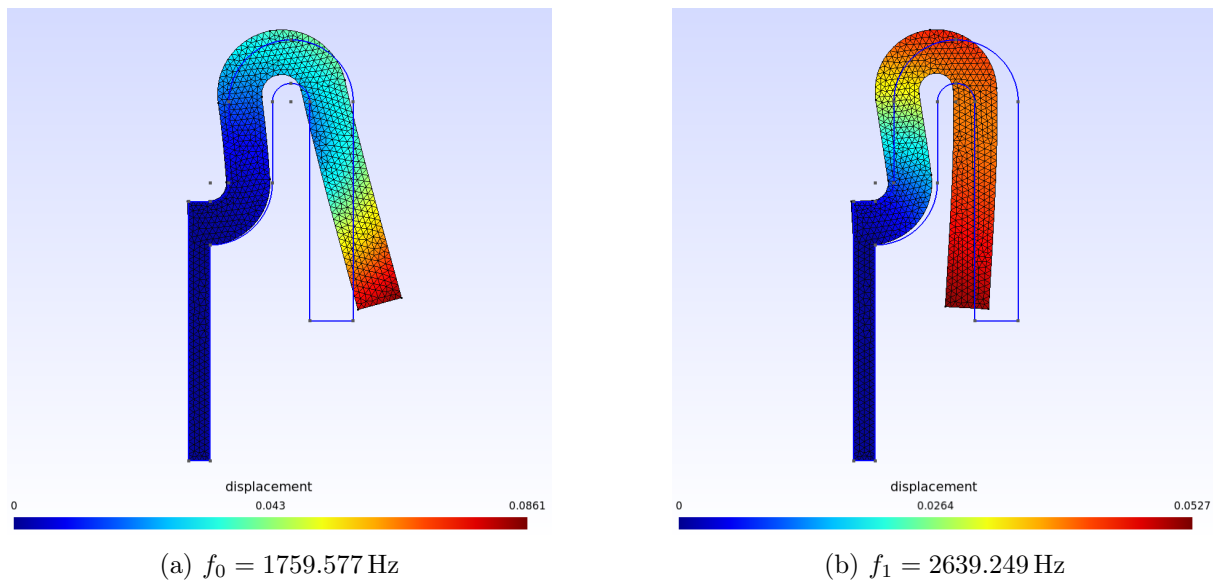 displacement
0 0.043 0.0861
(a) f₀ = 1759.577 Hz
displacement
0 0.0264 0.0527
(b) f₁ = 2639.249 Hz